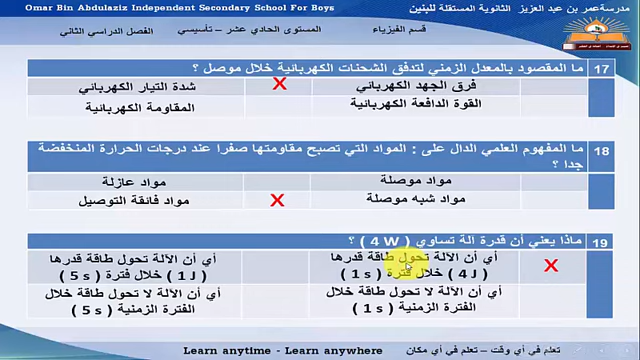 Omar Bin Abdulaziz Independent Secondary School For Boys
مدرسةعمر بن عبد العزيز الثانوية المستقلة للبنين
قسم الفيزياء
المستوى الحادي عشر – تأسيسي
الفصل الدراسي الثاني
17 ما المقصود بالمعدل الزمني لتدفق الشحنات الكهربائية خلال موصل ؟
فرق الجهد الكهربائي X شدة التيار الكهربائي
القوة الدافعة الكهربائية المقاومة الكهربائية
18 ما المفهوم العلمي الدال على : المواد التي تصبح مقاومتها صفرا عند درجات الحرارة المنخفضة
جدا ؟
مواد موصلة مواد عازلة
مواد شبه موصلة X مواد فائقة التوصيل
19 ماذا يعني أن قدرة آلة تساوي ( 4 W ) ؟
X أي أن الآلة تحول طاقة قدرها أي أن الآلة تحول طاقة قدرها
( 4 J ) خلال فترة ( 1 s ) ( 1 J ) خلال فترة ( 5 s )
أي أن الآلة لا تحول طاقة خلال أي أن الآلة لا تحول طاقة خلال
الفترة الزمنية ( 1 s ) الفترة الزمنية ( 5 s )
Learn anytime - Learn anywhere
تعلم في أي وقت – تعلم في أي مكان